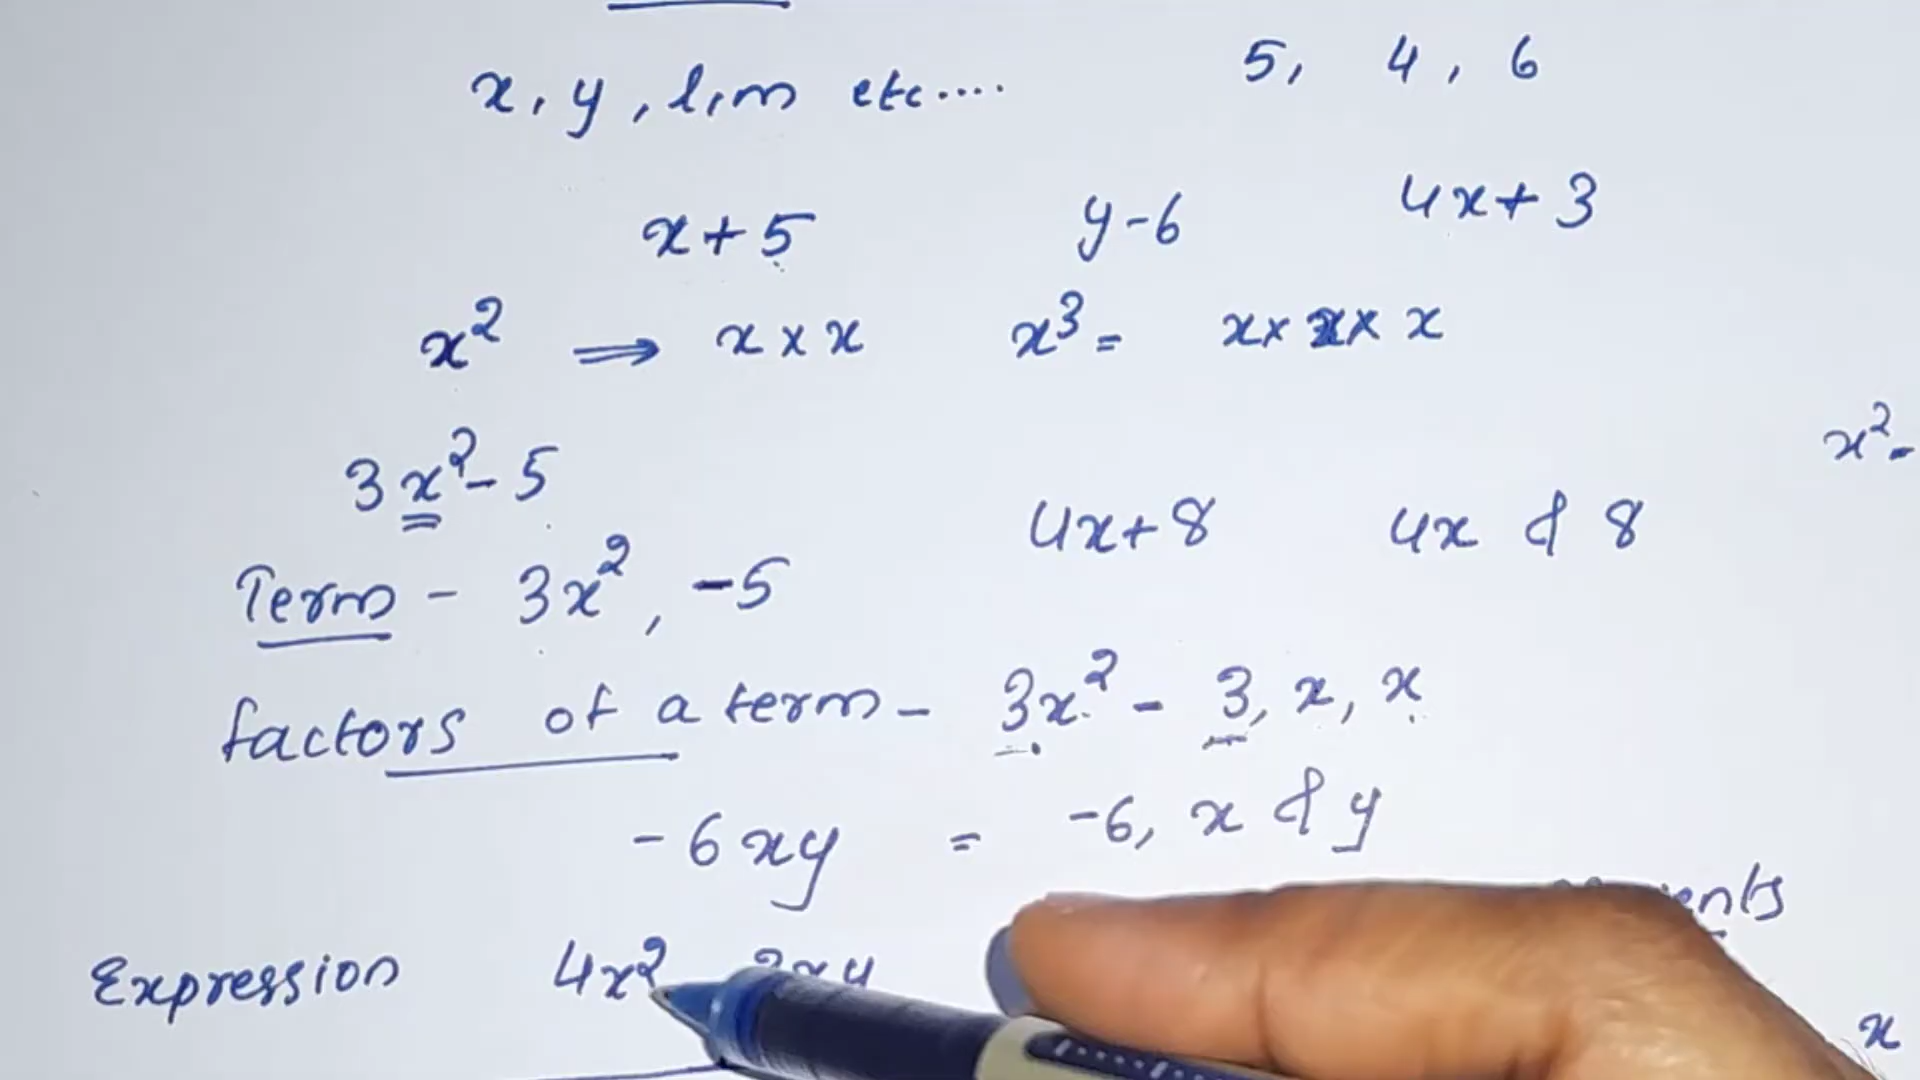 x, y, l, m etc.... 5, 4, 6
x + 5 y - 6 4x + 3
x² ⇒ x × x x³ = x × x × x
3x² - 5 x² -
4x + 8 4x & 8
Term - 3x², -5
factors of a term - 3x² - 3, x, x
-6xy = -6, x & y
Expression 4x²
x